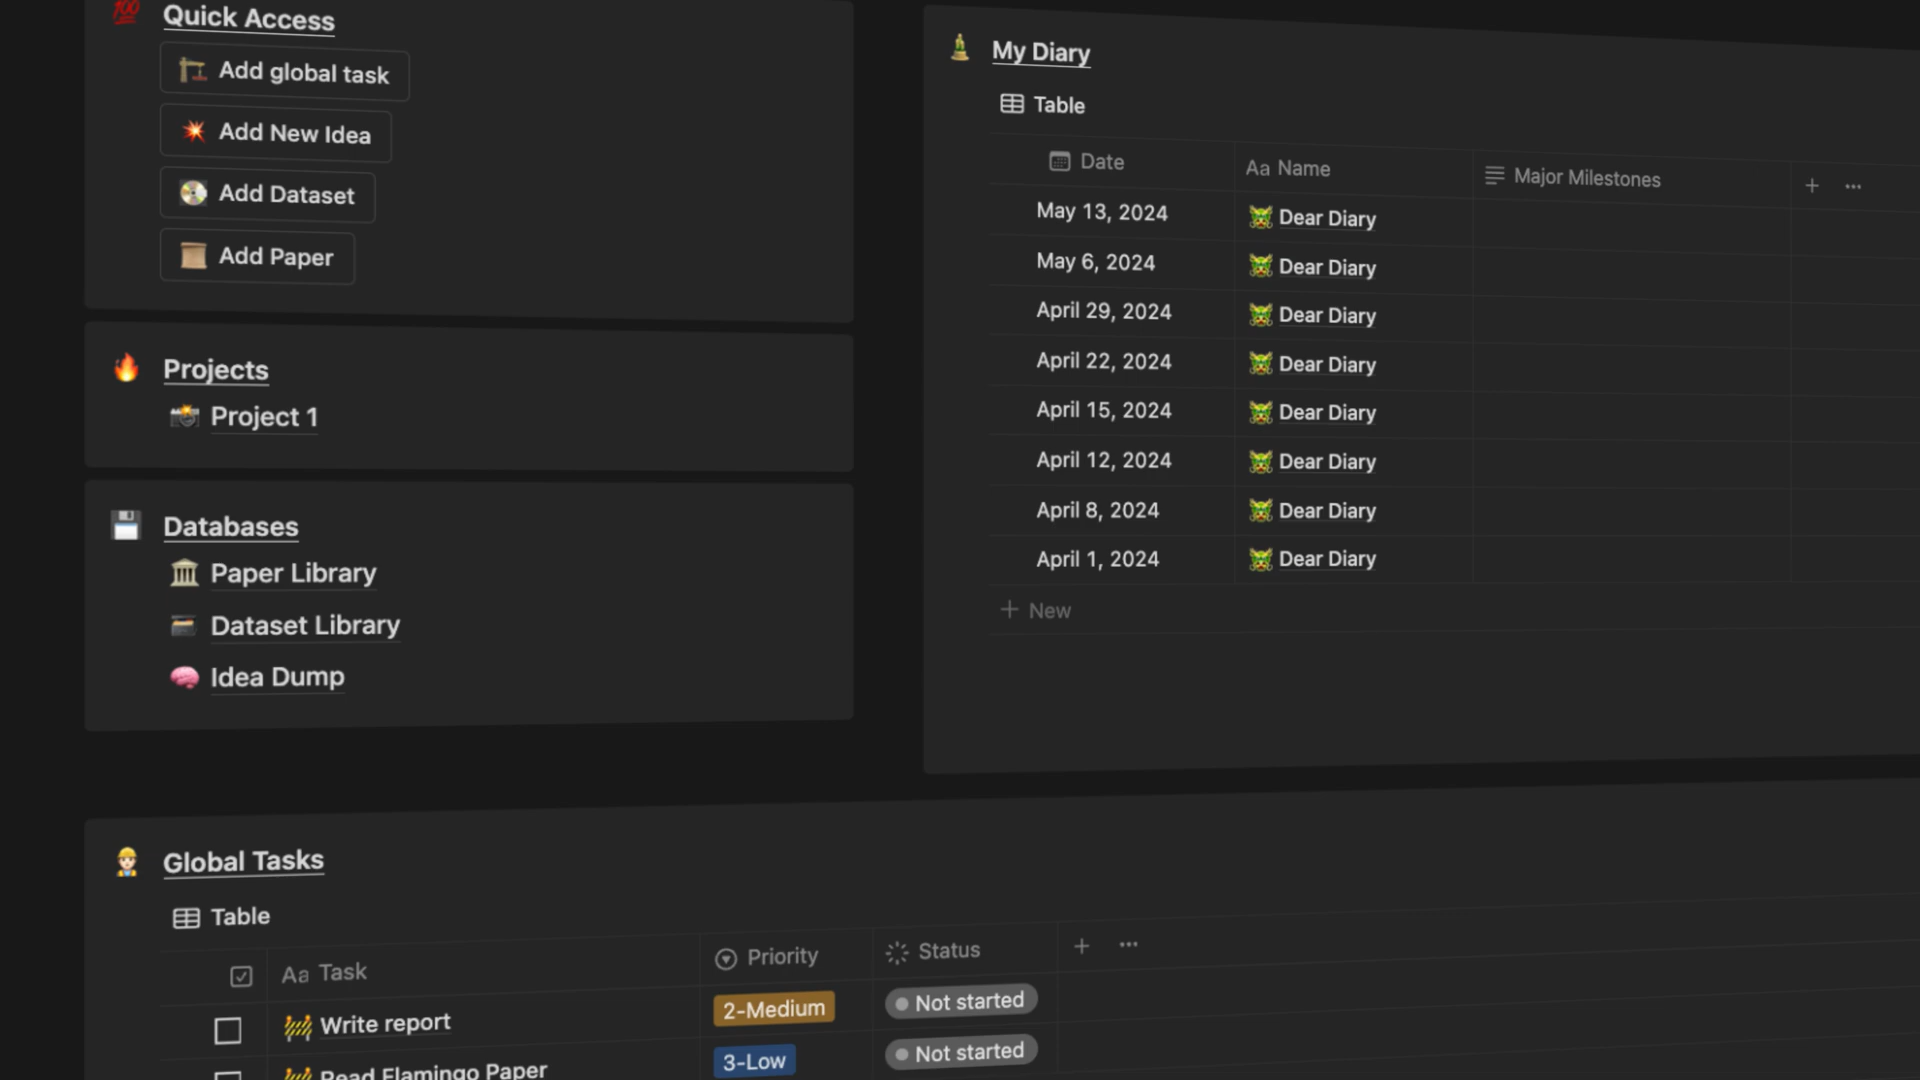 Quick Access
Add global task
Add New Idea
Add Dataset
Add Paper
Projects
Project 1
Databases
Paper Library
Dataset Library
Idea Dump
My Diary
Table
Date Aa Name Major Milestones
May 13, 2024 Dear Diary
May 6, 2024 Dear Diary
April 29, 2024 Dear Diary
April 22, 2024 Dear Diary
April 15, 2024 Dear Diary
April 12, 2024 Dear Diary
April 8, 2024 Dear Diary
April 1, 2024 Dear Diary
+ New
Global Tasks
Table
Aa Task Priority Status
Write report 2-Medium Not started
Read Flamingo Paper 3-Low Not started